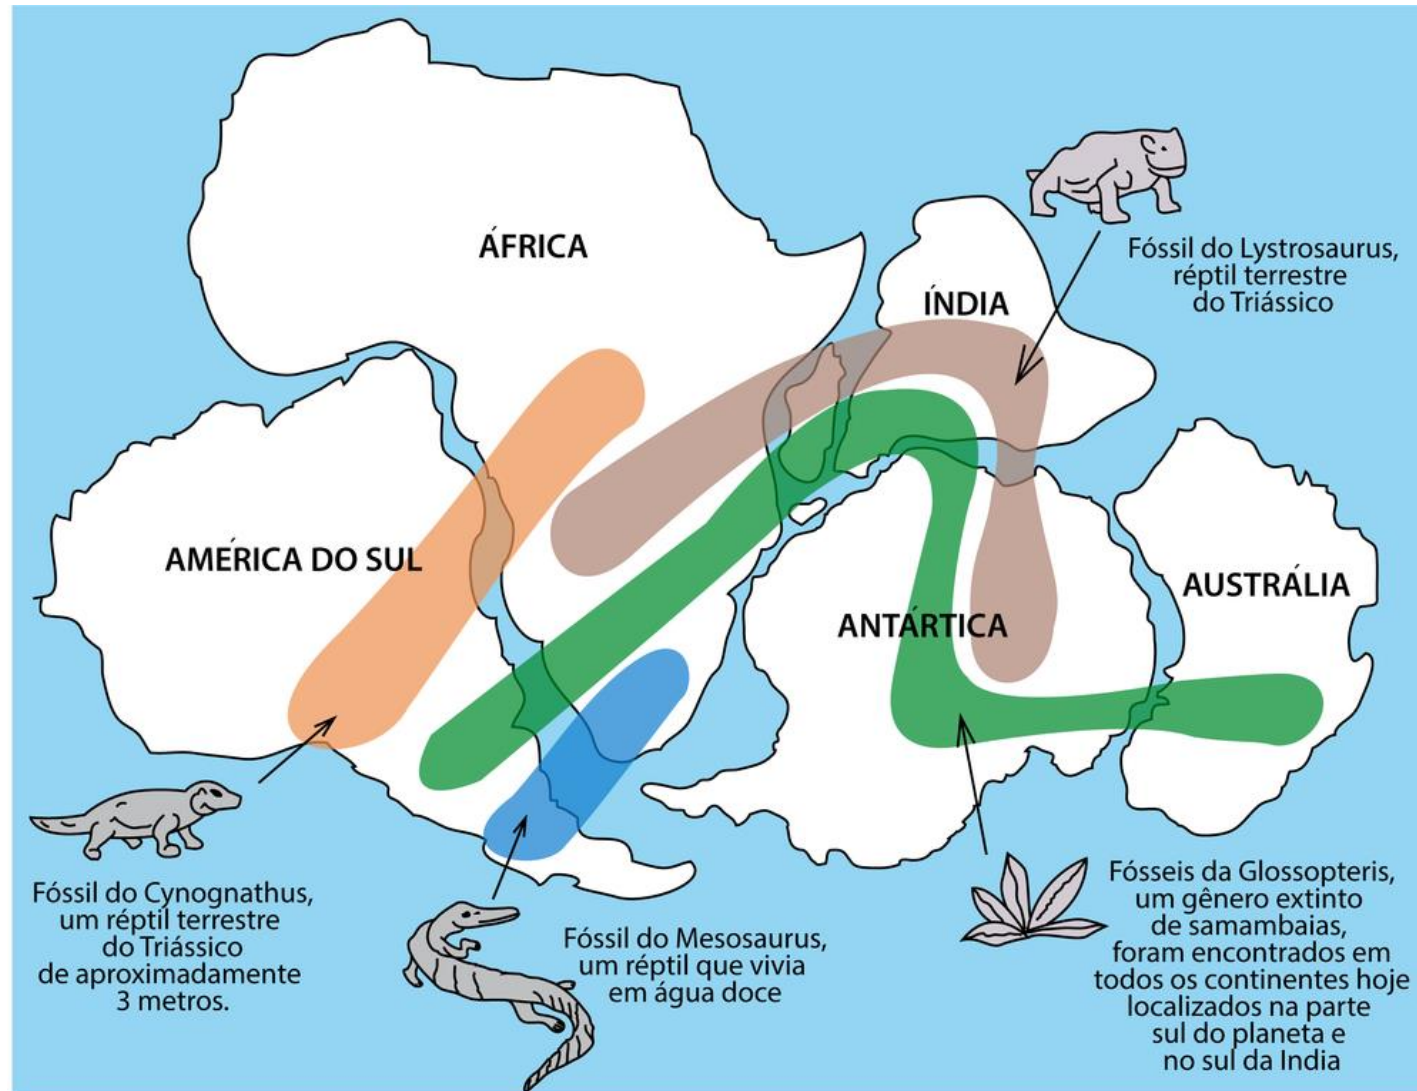 ÁFRICA
Fóssil do Lystrosaurus,
réptil terrestre
do Triássico
ÍNDIA
AMÉRICA DO SUL
AUSTRÁLIA
ANTÁRTICA
Fóssil do Cynognathus,
um réptil terrestre
do Triássico
de aproximadamente
3 metros.
Fóssil do Mesosaurus,
um réptil que vivia
em água doce
Fósseis da Glossopteris,
um gênero extinto
de samambaias,
foram encontrados em
todos os continentes hoje
localizados na parte
sul do planeta e
no sul da India